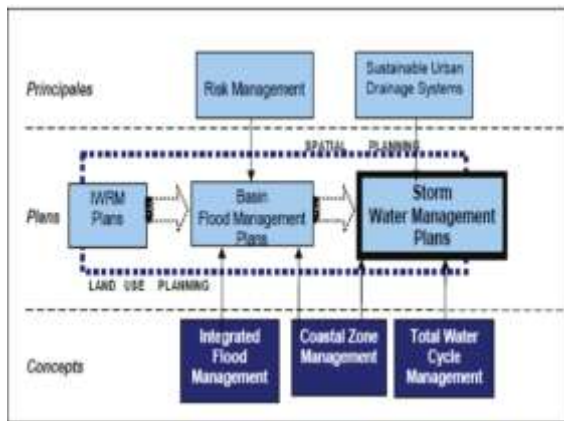 Principales
Risk Management
Sustainable Urban
Drainage Systems
SPATIAL PLANNING
Plans
IWRM
Plans
Basin
Flood Management
Plans
Storm
Water Management
Plans
LAND USE PLANNING
Concepts
Integrated
Flood
Management
Coastal Zone
Management
Total Water
Cycle
Management